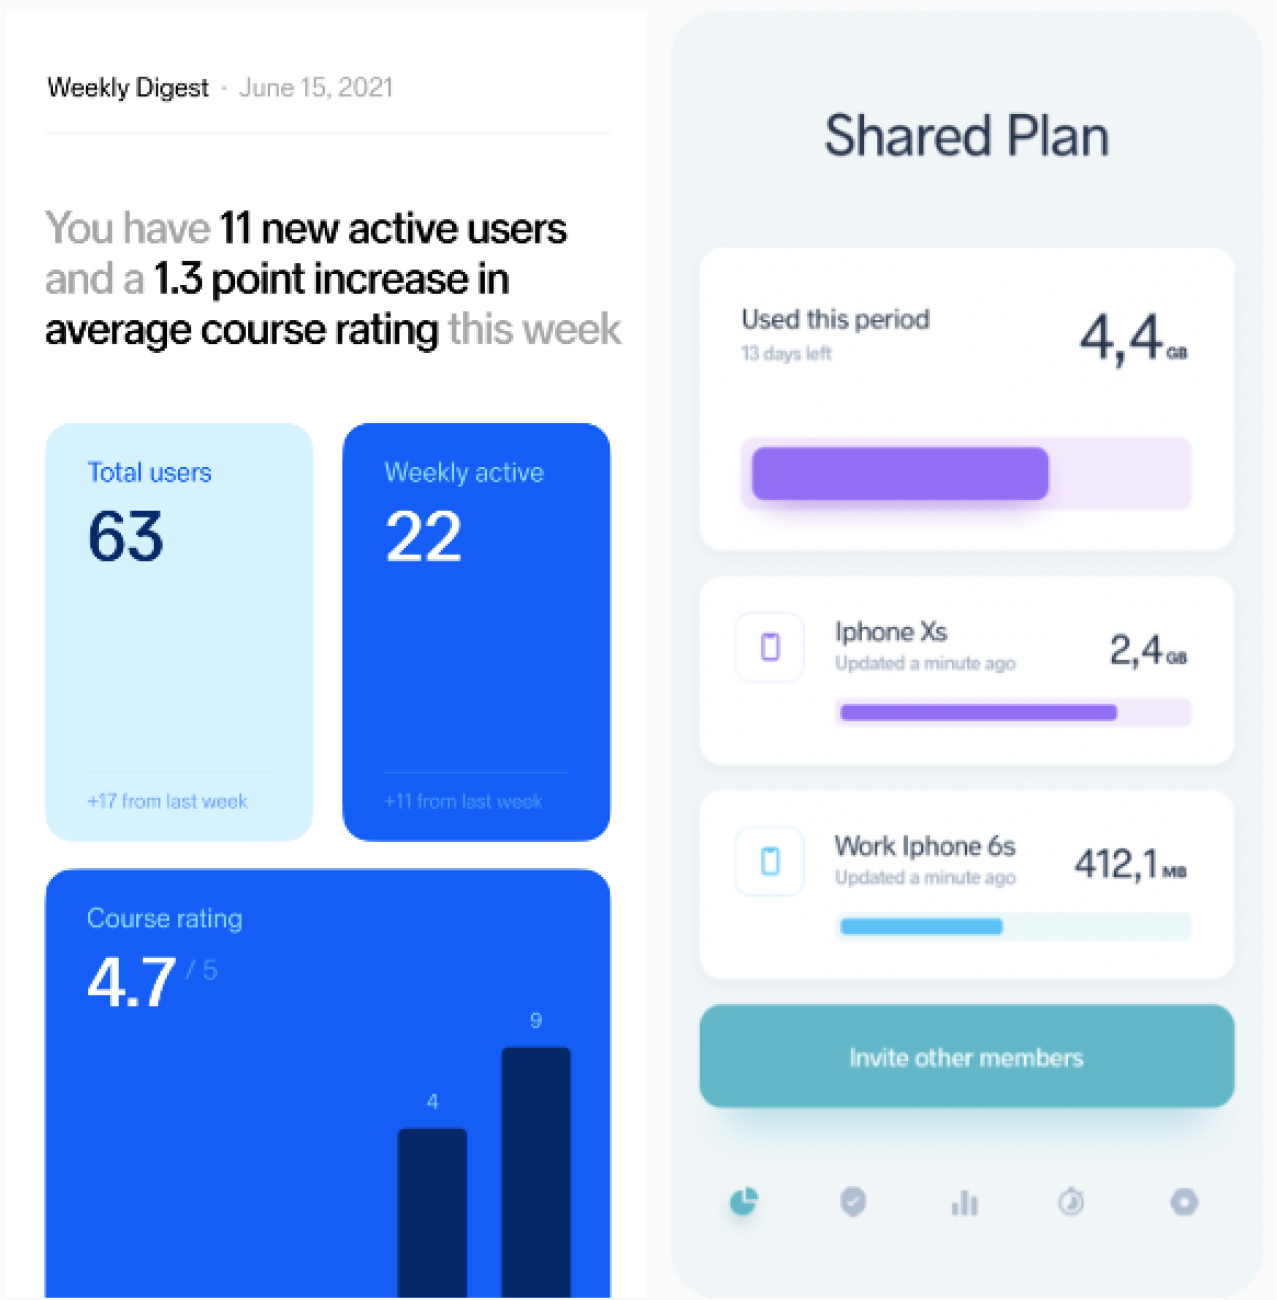 Weekly Digest · June 15, 2021
You have 11 new active users
and a 1.3 point increase in
average course rating this week
Total users
63
+17 from last week
Weekly active
22
+11 from last week
Course rating
4.7 / 5
4
9
Shared Plan
Used this period
13 days left
4,4 GB
Iphone Xs
Updated a minute ago
2,4 GB
Work Iphone 6s
Updated a minute ago
412,1 MB
Invite other members